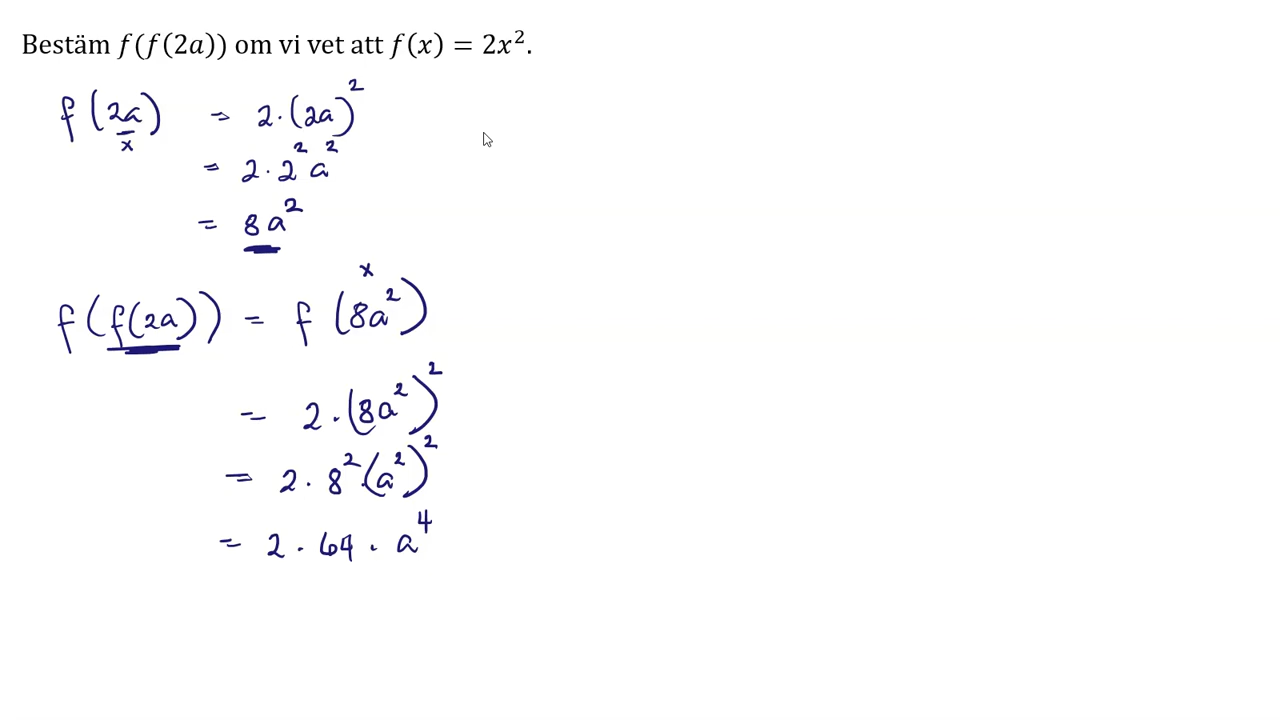 Bestäm f(f(2a)) om vi vet att f(x) = 2x².
f(2a) = 2·(2a)²
x
= 2·2²a²
= 8a²
x
f(f(2a)) = f(8a²)
= 2·(8a²)²
= 2·8²·(a²)²
= 2·64·a⁴